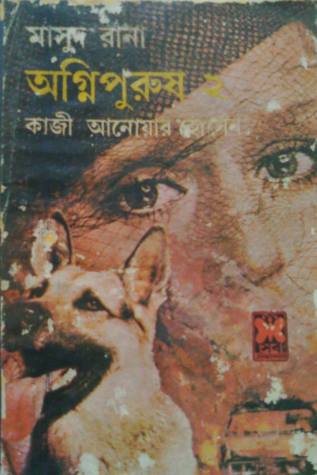 মাসুদ রানা
অগ্নিপুরুষ ২
কাজী আনোয়ার হোসেন
সেবা